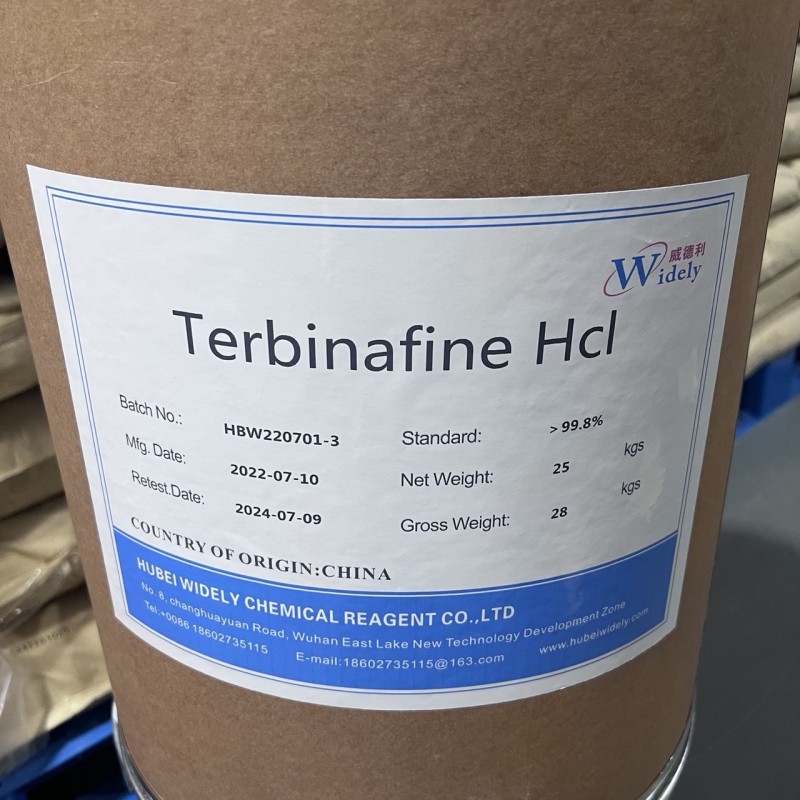 威德利
Widely
Terbinafine Hcl
Batch No.: HBW220701-3
Standard: >99.8%
Mfg. Date: 2022-07-10
Net Weight: 25 kgs
Retest.Date: 2024-07-09
Gross Weight: 28 kgs
COUNTRY OF ORIGIN:CHINA
HUBEI WIDELY CHEMICAL REAGENT CO.,LTD
No. 8, changhuayuan Road, Wuhan East Lake New Technology Development Zone
Tel:+0086 18602735115 E-mail:18602735115@163.com www.hubeiwidely.com